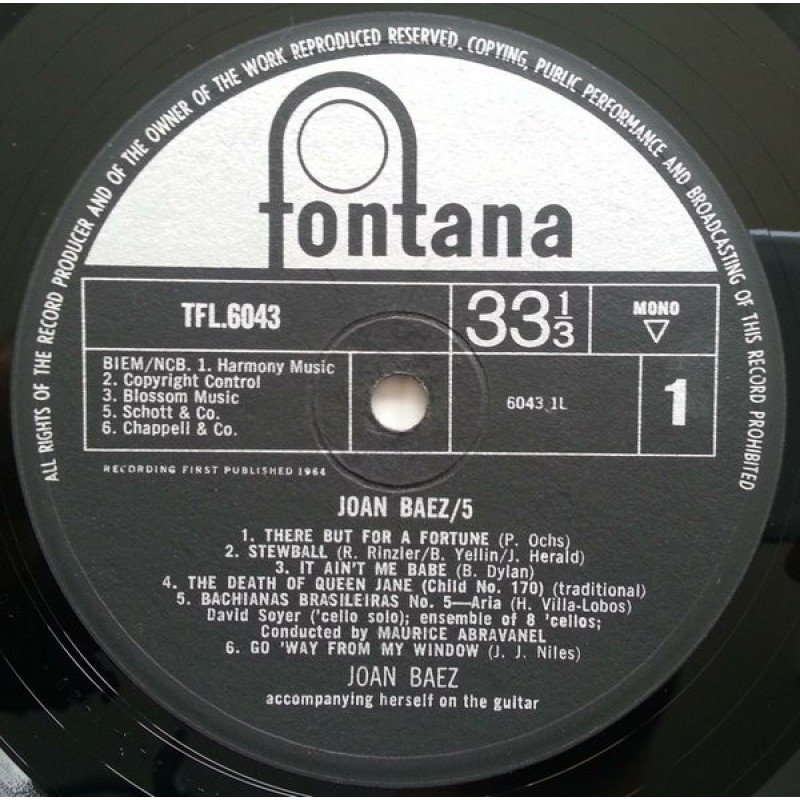 ALL RIGHTS OF THE RECORD PRODUCER AND OF THE OWNER OF THE WORK REPRODUCED RESERVED. COPYING, PUBLIC PERFORMANCE AND BROADCASTING OF THIS RECORD PROHIBITED
fontana
TFL.6043
33⅓
MONO
BIEM/NCB. 1. Harmony Music
2. Copyright Control
3. Blossom Music
5. Schott & Co.
6. Chappell & Co.
6043 1L
1
RECORDING FIRST PUBLISHED 1964
JOAN BAEZ/5
1. THERE BUT FOR A FORTUNE (P. Ochs)
2. STEWBALL (R. Rinzler/B. Yellin/J. Herald)
3. IT AIN'T ME BABE (B. Dylan)
4. THE DEATH OF QUEEN JANE (Child No. 170) (traditional)
5. BACHIANAS BRASILEIRAS No. 5—Aria (H. Villa-Lobos)
David Soyer ('cello solo); ensemble of 8 'cellos;
Conducted by MAURICE ABRAVANEL
6. GO 'WAY FROM MY WINDOW (J. J. Niles)
JOAN BAEZ
accompanying herself on the guitar